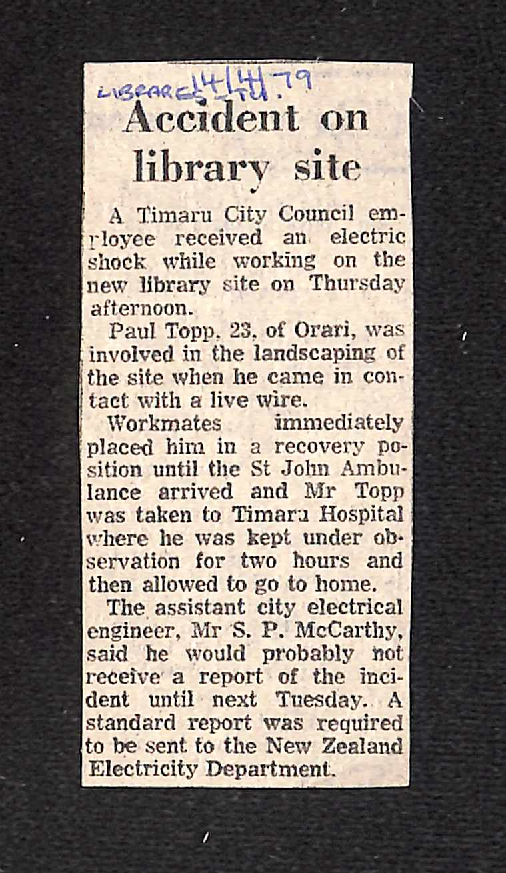 LIBRARES 14/4/79
Accident on
library site
A Timaru City Council em-
ployee received an electric
shock while working on the
new library site on Thursday
afternoon.
Paul Topp, 23, of Orari, was
involved in the landscaping of
the site when he came in con-
tact with a live wire.
Workmates immediately
placed him in a recovery po-
sition until the St John Ambu-
lance arrived and Mr Topp
was taken to Timaru Hospital
where he was kept under ob-
servation for two hours and
then allowed to go to home.
The assistant city electrical
engineer, Mr S. P. McCarthy,
said he would probably not
receive a report of the inci-
dent until next Tuesday. A
standard report was required
to be sent to the New Zealand
Electricity Department.